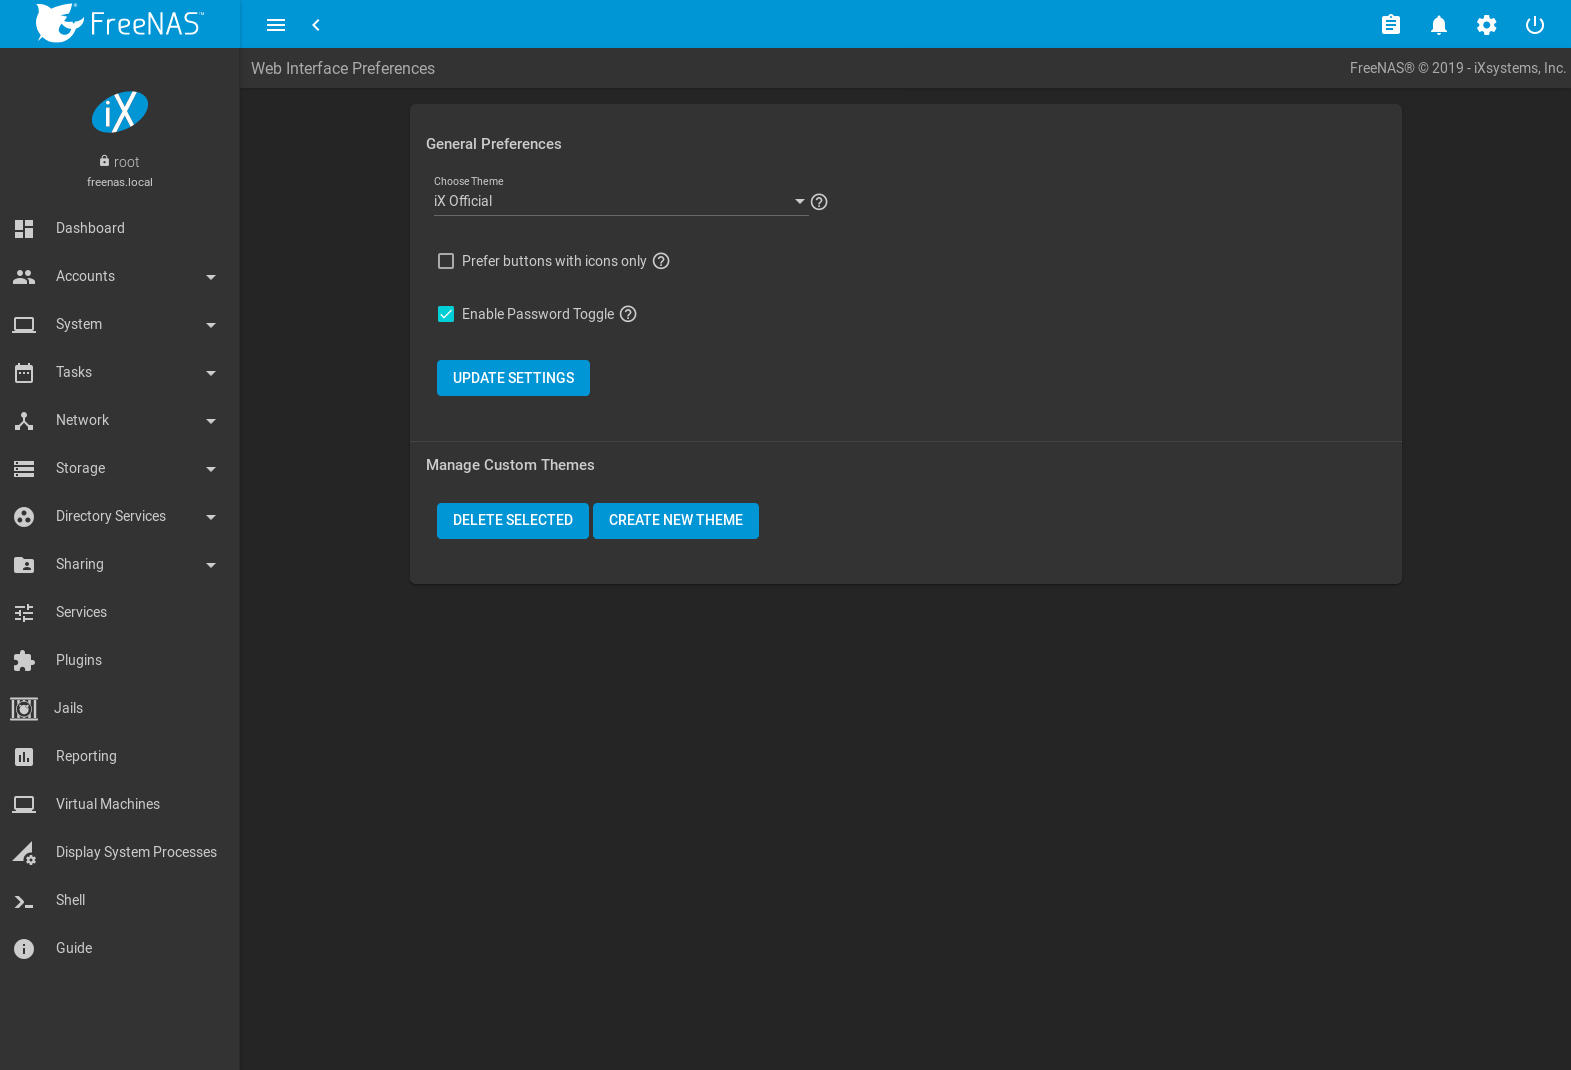 FreeNAS™
Web Interface Preferences
FreeNAS® © 2019 - iXsystems, Inc.
iX
root
freenas.local
Dashboard
Accounts
System
Tasks
Network
Storage
Directory Services
Sharing
Services
Plugins
Jails
Reporting
Virtual Machines
Display System Processes
Shell
Guide
General Preferences
Choose Theme
iX Official
Prefer buttons with icons only
Enable Password Toggle
UPDATE SETTINGS
Manage Custom Themes
DELETE SELECTED CREATE NEW THEME